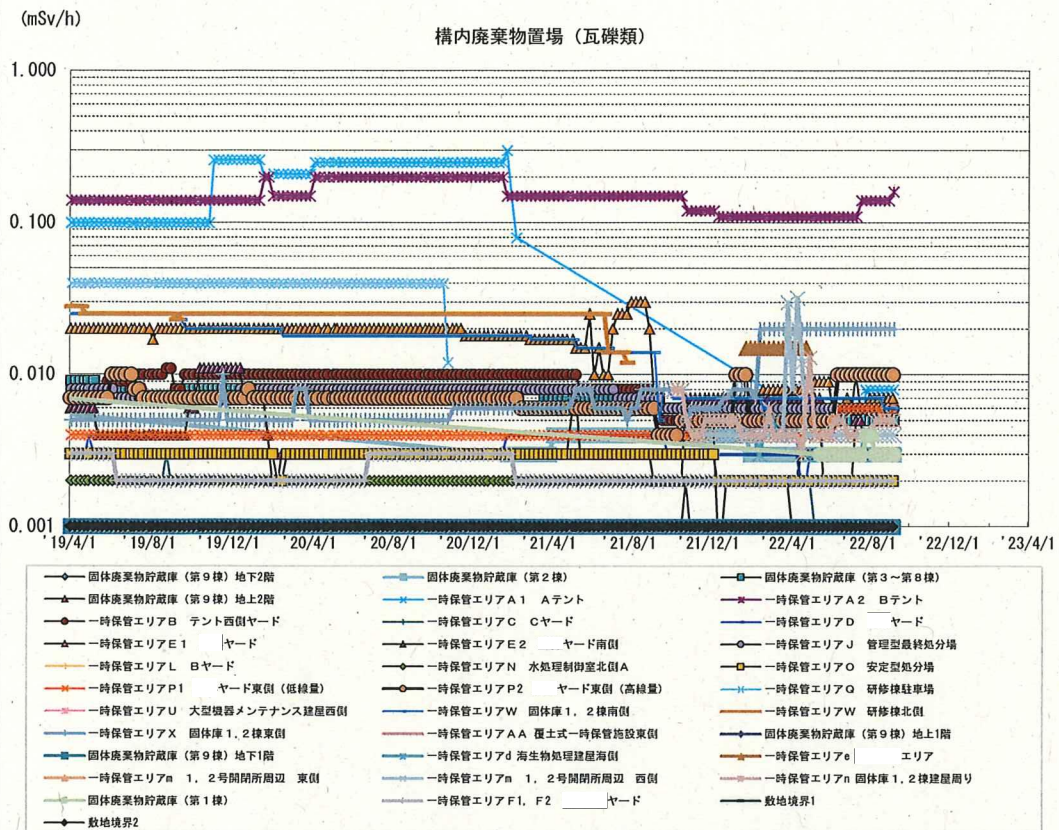 (mSv/h)
構内廃棄物置場（瓦礫類）
1.000
0.100
0.010
0.001
'19/4/1 '19/8/1 '19/12/1 '20/4/1 '20/8/1 '20/12/1 '21/4/1 '21/8/1 '21/12/1 '22/4/1 '22/8/1 '22/12/1 '23/4/1
固体廃棄物貯蔵庫（第９棟）地下2階 固体廃棄物貯蔵庫（第２棟） 固体廃棄物貯蔵庫（第３～第８棟）
固体廃棄物貯蔵庫（第９棟）地上2階 一時保管エリアＡ１　Ａテント 一時保管エリアＡ２　Ｂテント
一時保管エリアＢ　テント西側ヤード 一時保管エリアＣ　Ｃヤード 一時保管エリアＤ　ヤード
一時保管エリアＥ１　ヤード 一時保管エリアＥ２　ヤード南側 一時保管エリアＪ　管理型最終処分場
一時保管エリアＬ　Ｂヤード 一時保管エリアＮ　水処理制御室北側Ａ 一時保管エリアＯ　安定型処分場
一時保管エリアＰ１　ヤード東側（低線量） 一時保管エリアＰ２　ヤード東側（高線量） 一時保管エリアＱ　研修棟駐車場
一時保管エリアＵ　大型機器メンテナンス建屋西側 一時保管エリアＷ　固体庫１,２棟南側 一時保管エリアＷ　研修棟北側
一時保管エリアＸ　固体庫１,２棟東側 一時保管エリアＡＡ　覆土式一時保管施設東側 固体廃棄物貯蔵庫（第９棟）地上1階
固体廃棄物貯蔵庫（第９棟）地下1階 一時保管エリアｄ 海生物処理建屋海側 一時保管エリアｅ　エリア
一時保管エリアｍ　１，２号開閉所周辺　東側 一時保管エリアｍ　１，２号開閉所周辺　西側 一時保管エリアｎ 固体庫１,２棟建屋周り
固体廃棄物貯蔵庫（第１棟） 一時保管エリアＦ１，Ｆ２　ヤード 敷地境界1
敷地境界2